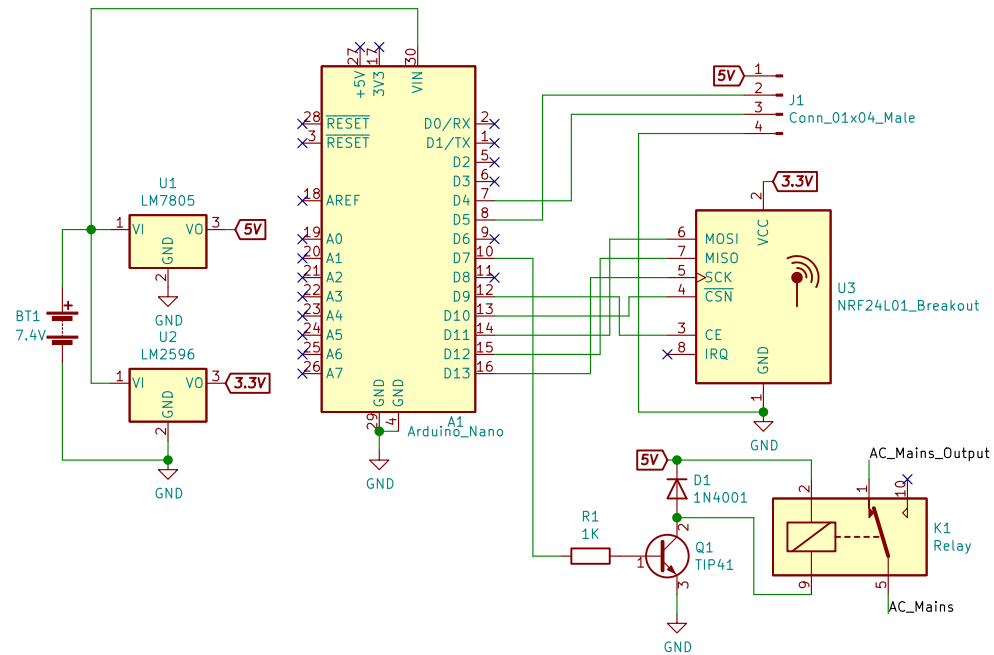 27
+5V
17
3V3
30
VIN
28
RESET
3
RESET
18
AREF
19
A0
20
A1
21
A2
22
A3
23
A4
24
A5
25
A6
26
A7
D0/RX
2
D1/TX
1
D2
5
D3
6
D4
7
D5
8
D6
9
D7
10
D8
11
D9
12
D10
13
D11
14
D12
15
D13
16
GND
29
GND
4
A1
Arduino_Nano
GND
U1
LM7805
1
VI
VO
3
GND
2
5V
GND
BT1
7.4V
+
U2
LM2596
1
VI
VO
3
GND
2
3.3V
GND
5V
1
2
3
4
J1
Conn_01x04_Male
3.3V
2
VCC
6
MOSI
7
MISO
5
SCK
4
CSN
3
CE
8
IRQ
GND
1
U3
NRF24L01_Breakout
GND
5V
D1
1N4001
R1
1K
1
2
3
Q1
TIP41
GND
AC_Mains_Output
2
1
10
9
5
K1
Relay
AC_Mains